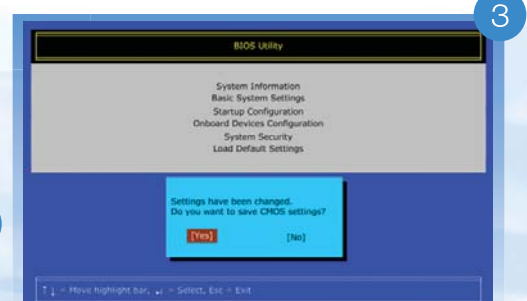 3
BIOS Utility
System Information
Basic System Settings
Startup Configuration
Onboard Devices Configuration
System Security
Load Default Settings
Settings have been changed.
Do you want to save CMOS settings?
[Yes] [No]
↑↓ = Move highlight bar, ↵ = Select, Esc = Exit